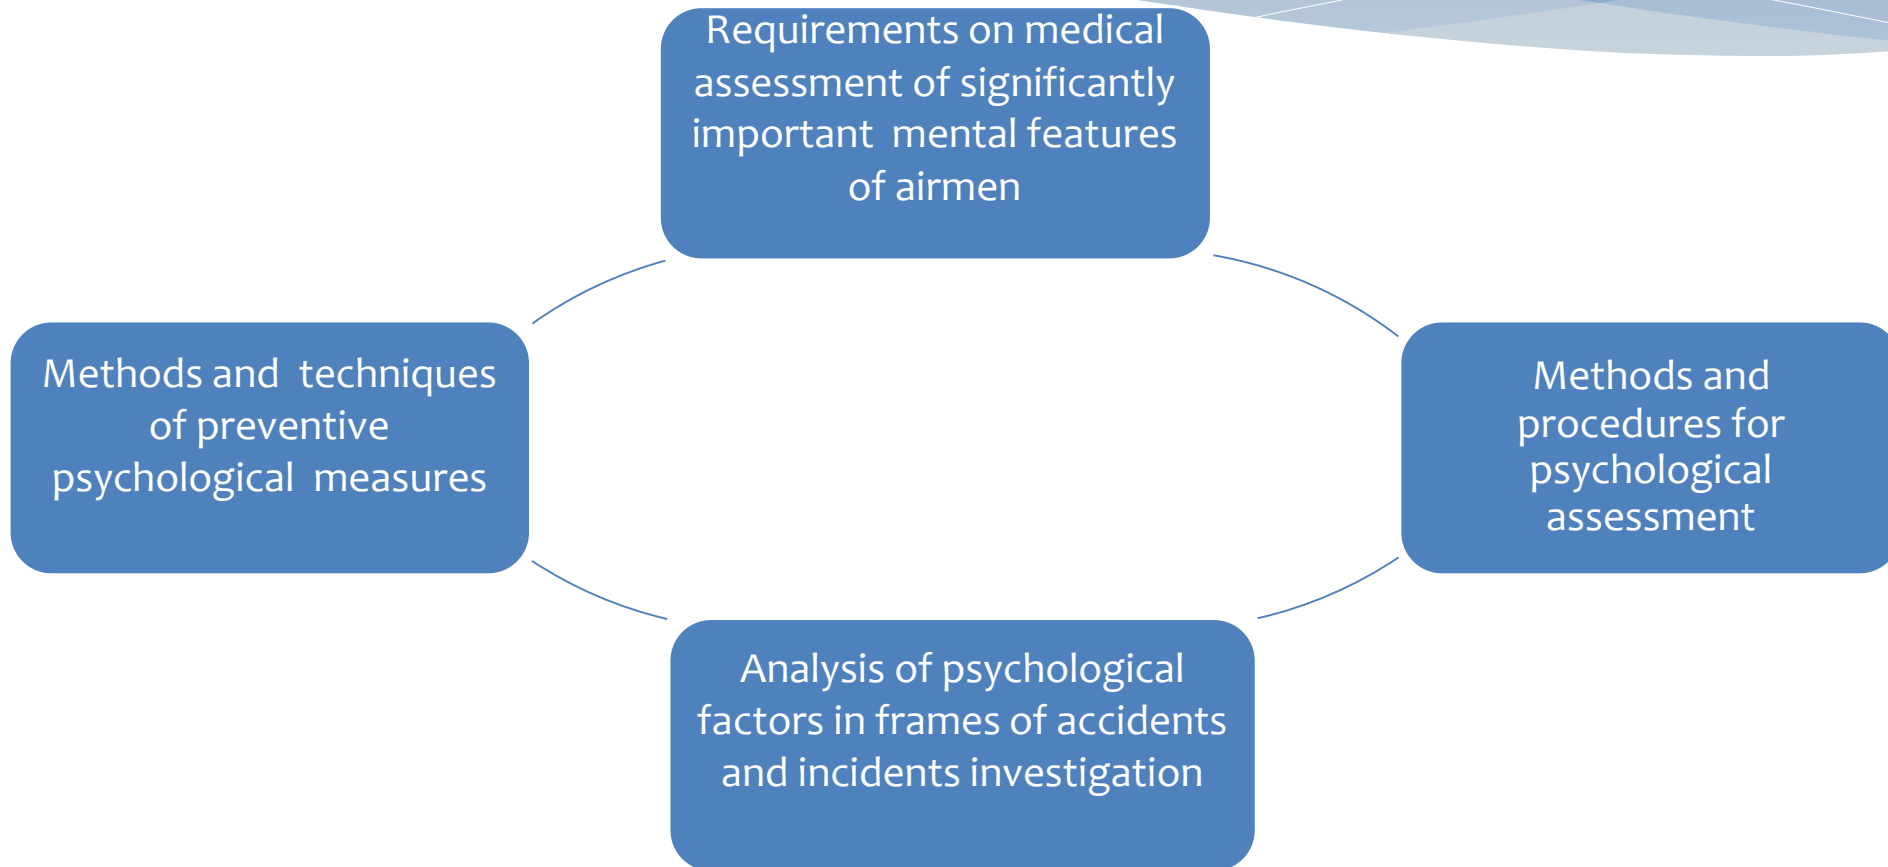 Requirements on medical
assessment of significantly
important mental features
of airmen
Methods and techniques
of preventive
psychological measures
Methods and
procedures for
psychological
assessment
Analysis of psychological
factors in frames of accidents
and incidents investigation